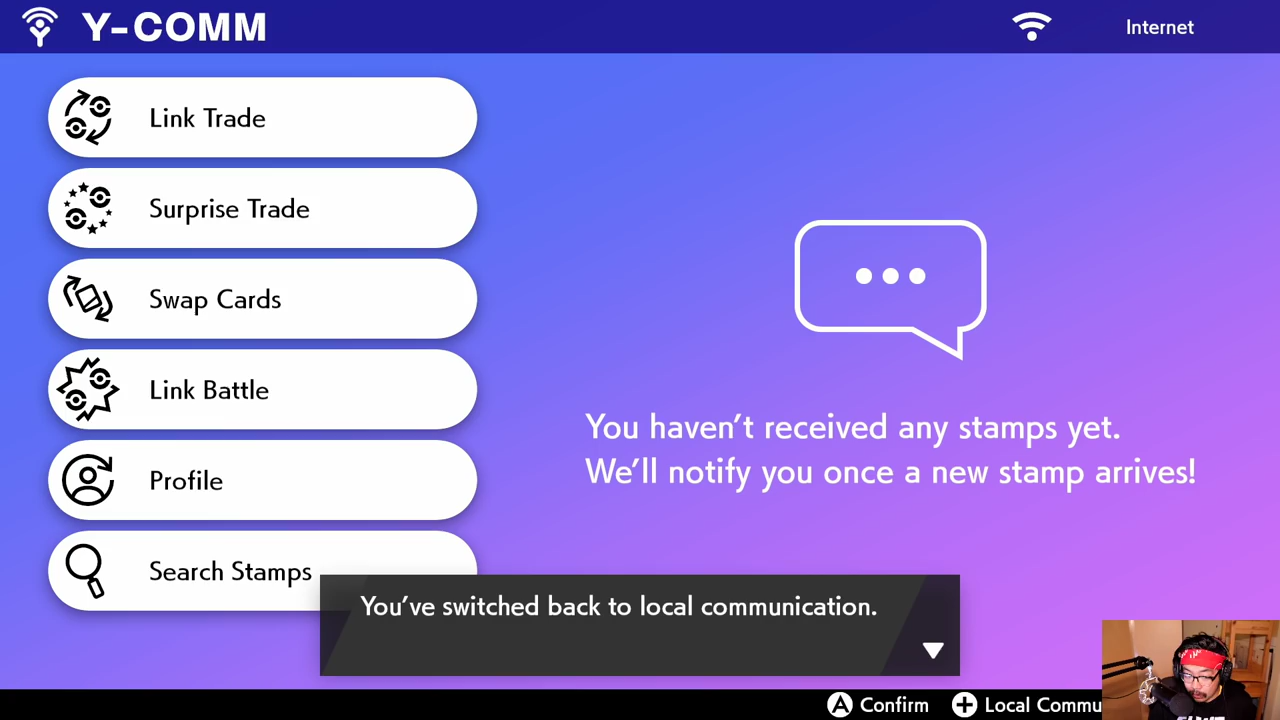 Y-COMM
Internet
Link Trade
Surprise Trade
Swap Cards
Link Battle
Profile
Search Stamps
You haven't received any stamps yet.
We'll notify you once a new stamp arrives!
You've switched back to local communication.
A Confirm
+ Local Commu